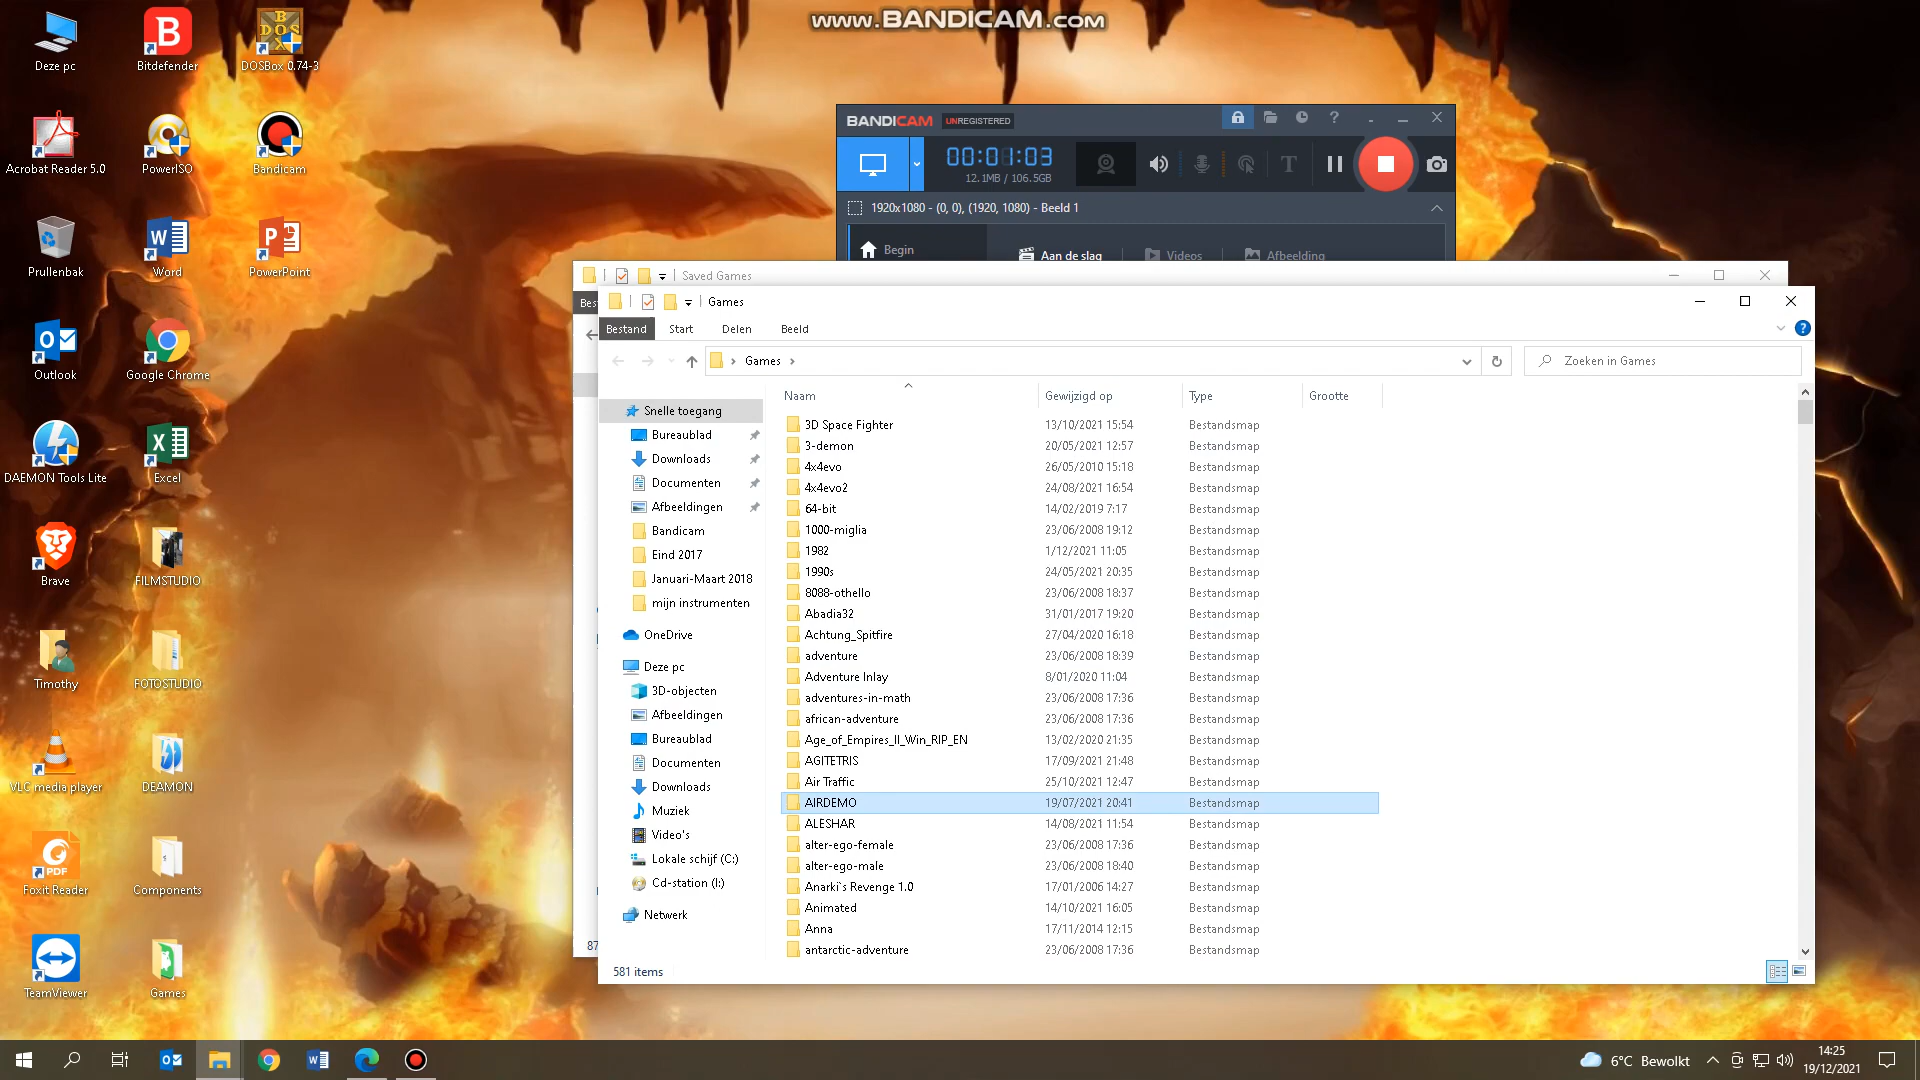 www.BANDICAM.com
Deze pc
Bitdefender
DOSBox 0.74-3
Acrobat Reader 5.0
PowerISO
Bandicam
Prullenbak
Word
PowerPoint
Outlook
Google Chrome
DAEMON Tools Lite
Excel
Brave
FILMSTUDIO
Timothy
FOTOSTUDIO
VLC media player
DEAMON
Foxit Reader
Components
TeamViewer
Games
BANDICAM UNREGISTERED
00:01:03
12.1MB / 106.5GB
1920x1080 - (0, 0), (1920, 1080) - Beeld 1
Begin
Aan de slag
Videos
Afbeelding
Saved Games
Bes
87
Games
Bestand Start Delen Beeld
Games
Zoeken in Games
Snelle toegang
Bureaublad
Downloads
Documenten
Afbeeldingen
Bandicam
Eind 2017
Januari-Maart 2018
mijn instrumenten
OneDrive
Deze pc
3D-objecten
Afbeeldingen
Bureaublad
Documenten
Downloads
Muziek
Video's
Lokale schijf (C:)
Cd-station (I:)
Netwerk
Naam Gewijzigd op Type Grootte
3D Space Fighter 13/10/2021 15:54 Bestandsmap
3-demon 20/05/2021 12:57 Bestandsmap
4x4evo 26/05/2010 15:18 Bestandsmap
4x4evo2 24/08/2021 16:54 Bestandsmap
64-bit 14/02/2019 7:17 Bestandsmap
1000-miglia 23/06/2008 19:12 Bestandsmap
1982 1/12/2021 11:05 Bestandsmap
1990s 24/05/2021 20:35 Bestandsmap
8088-othello 23/06/2008 18:37 Bestandsmap
Abadia32 31/01/2017 19:20 Bestandsmap
Achtung_Spitfire 27/04/2020 16:18 Bestandsmap
adventure 23/06/2008 18:39 Bestandsmap
Adventure Inlay 8/01/2020 11:04 Bestandsmap
adventures-in-math 23/06/2008 17:36 Bestandsmap
african-adventure 23/06/2008 17:36 Bestandsmap
Age_of_Empires_II_Win_RIP_EN 13/02/2020 21:35 Bestandsmap
AGITETRIS 17/09/2021 21:48 Bestandsmap
Air Traffic 25/10/2021 12:47 Bestandsmap
AIRDEMO 19/07/2021 20:41 Bestandsmap
ALESHAR 14/08/2021 11:54 Bestandsmap
alter-ego-female 23/06/2008 17:36 Bestandsmap
alter-ego-male 23/06/2008 18:40 Bestandsmap
Anarki`s Revenge 1.0 17/01/2006 14:27 Bestandsmap
Animated 14/10/2021 16:05 Bestandsmap
Anna 17/11/2014 12:15 Bestandsmap
antarctic-adventure 23/06/2008 17:36 Bestandsmap
581 items
6°C Bewolkt
14:25
19/12/2021